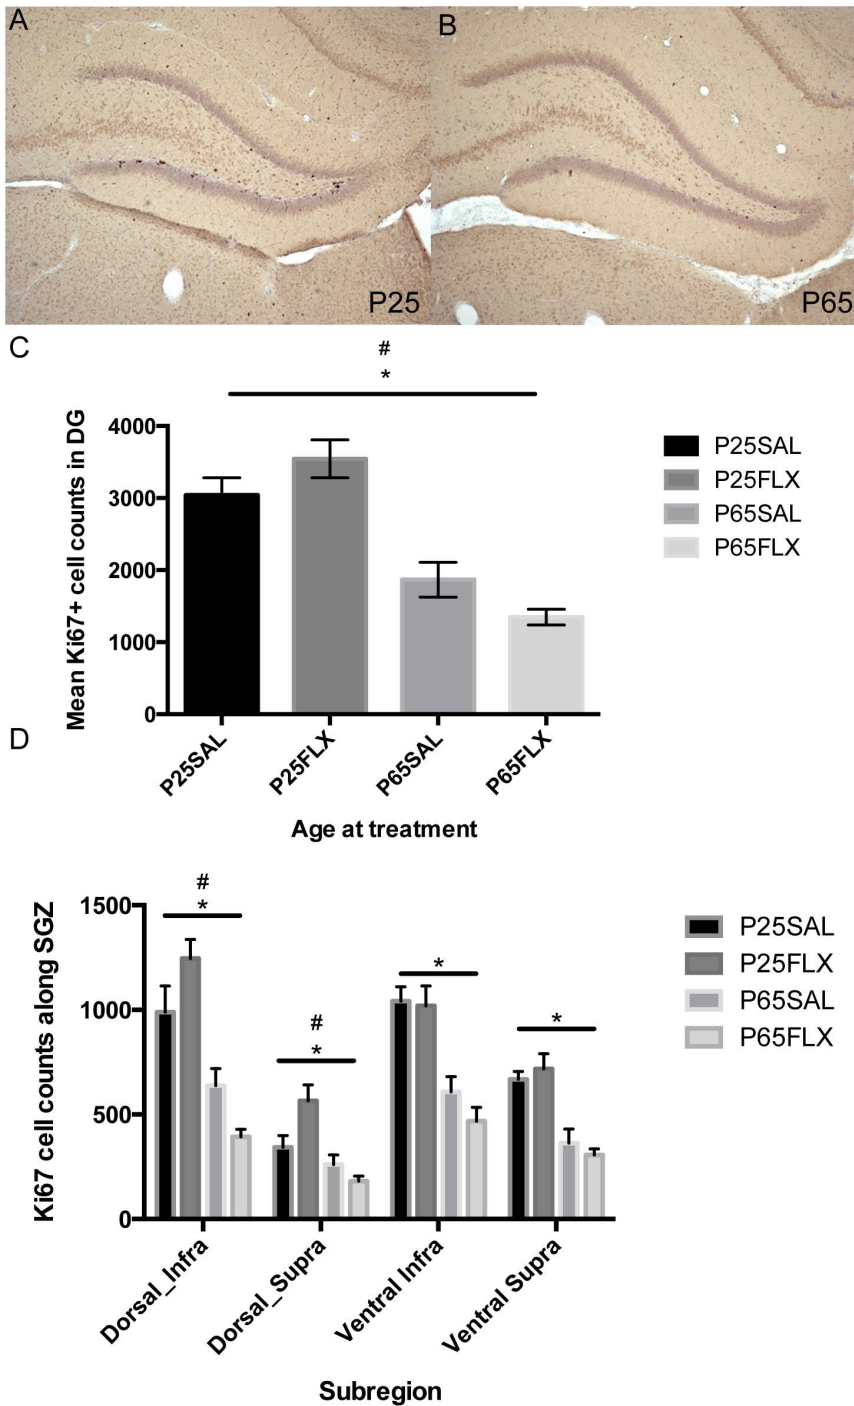 A
B
P25
P65
C
#
*
Mean Ki67+ cell counts in DG
4000
3000
2000
1000
0
P25SAL
P25FLX
P65SAL
P65FLX
Age at treatment
P25SAL
P25FLX
P65SAL
P65FLX
D
Ki67 cell counts along SGZ
1500
1000
500
0
#
*
#
*
*
*
Dorsal_Infra
Dorsal_Supra
Ventral Infra
Ventral Supra
Subregion
P25SAL
P25FLX
P65SAL
P65FLX